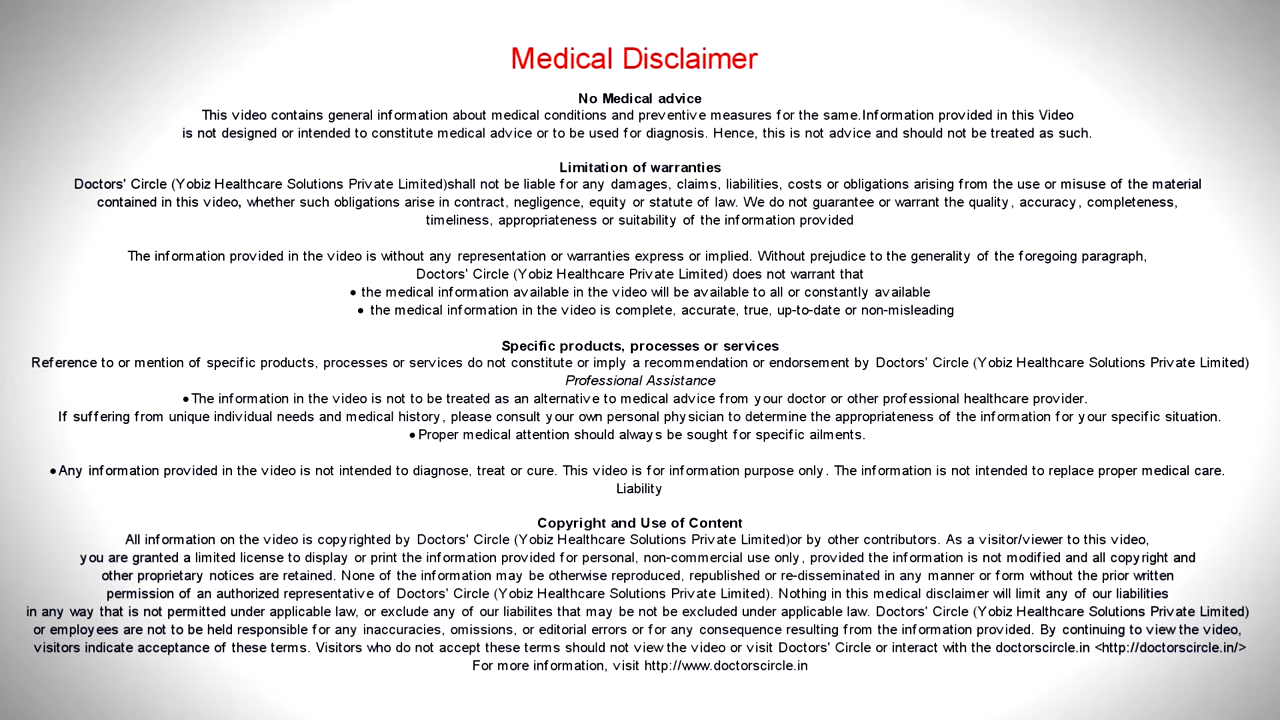 Medical Disclaimer
No Medical advice
This video contains general information about medical conditions and preventive measures for the same.Information provided in this Video
is not designed or intended to constitute medical advice or to be used for diagnosis. Hence, this is not advice and should not be treated as such.
Limitation of warranties
Doctors' Circle (Yobiz Healthcare Solutions Private Limited)shall not be liable for any damages, claims, liabilities, costs or obligations arising from the use or misuse of the material
contained in this video, whether such obligations arise in contract, negligence, equity or statute of law. We do not guarantee or warrant the quality, accuracy, completeness,
timeliness, appropriateness or suitability of the information provided
The information provided in the video is without any representation or warranties express or implied. Without prejudice to the generality of the foregoing paragraph,
Doctors' Circle (Yobiz Healthcare Private Limited) does not warrant that
• the medical information available in the video will be available to all or constantly available
• the medical information in the video is complete, accurate, true, up-to-date or non-misleading
Specific products, processes or services
Reference to or mention of specific products, processes or services do not constitute or imply a recommendation or endorsement by Doctors' Circle (Yobiz Healthcare Solutions Private Limited)
Professional Assistance
•The information in the video is not to be treated as an alternative to medical advice from your doctor or other professional healthcare provider.
If suffering from unique individual needs and medical history, please consult your own personal physician to determine the appropriateness of the information for your specific situation.
•Proper medical attention should always be sought for specific ailments.
•Any information provided in the video is not intended to diagnose, treat or cure. This video is for information purpose only. The information is not intended to replace proper medical care.
Liability
Copyright and Use of Content
All information on the video is copyrighted by Doctors' Circle (Yobiz Healthcare Solutions Private Limited)or by other contributors. As a visitor/viewer to this video,
you are granted a limited license to display or print the information provided for personal, non-commercial use only, provided the information is not modified and all copyright and
other proprietary notices are retained. None of the information may be otherwise reproduced, republished or re-disseminated in any manner or form without the prior written
permission of an authorized representative of Doctors' Circle (Yobiz Healthcare Solutions Private Limited). Nothing in this medical disclaimer will limit any of our liabilities
in any way that is not permitted under applicable law, or exclude any of our liabilites that may be not be excluded under applicable law. Doctors' Circle (Yobiz Healthcare Solutions Private Limited)
or employees are not to be held responsible for any inaccuracies, omissions, or editorial errors or for any consequence resulting from the information provided. By continuing to view the video,
visitors indicate acceptance of these terms. Visitors who do not accept these terms should not view the video or visit Doctors' Circle or interact with the doctorscircle.in <http://doctorscircle.in/>
For more information, visit http://www.doctorscircle.in